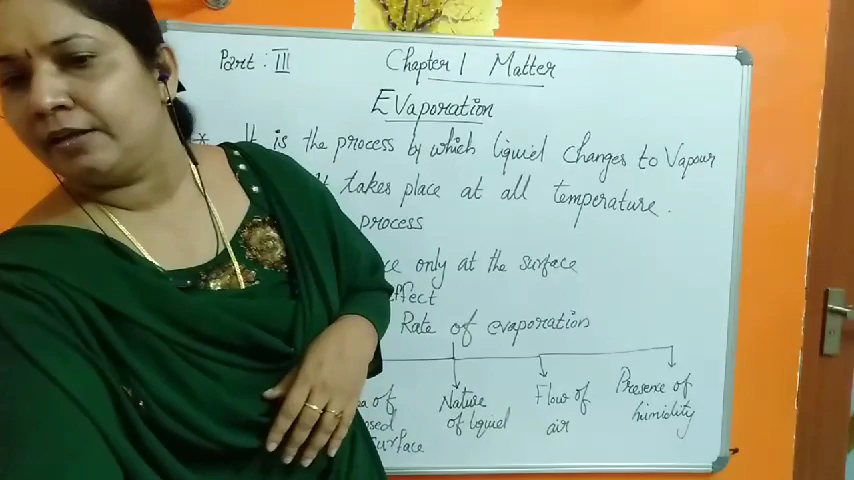 Part : III
Chapter 1 Matter
Evaporation
* It is the process by which liquid changes to Vapour
It takes place at all temperature.
process
only at the surface
effect
Rate of evaporation
of Nature of liquid
Flow of air
Presence of humidity
surface